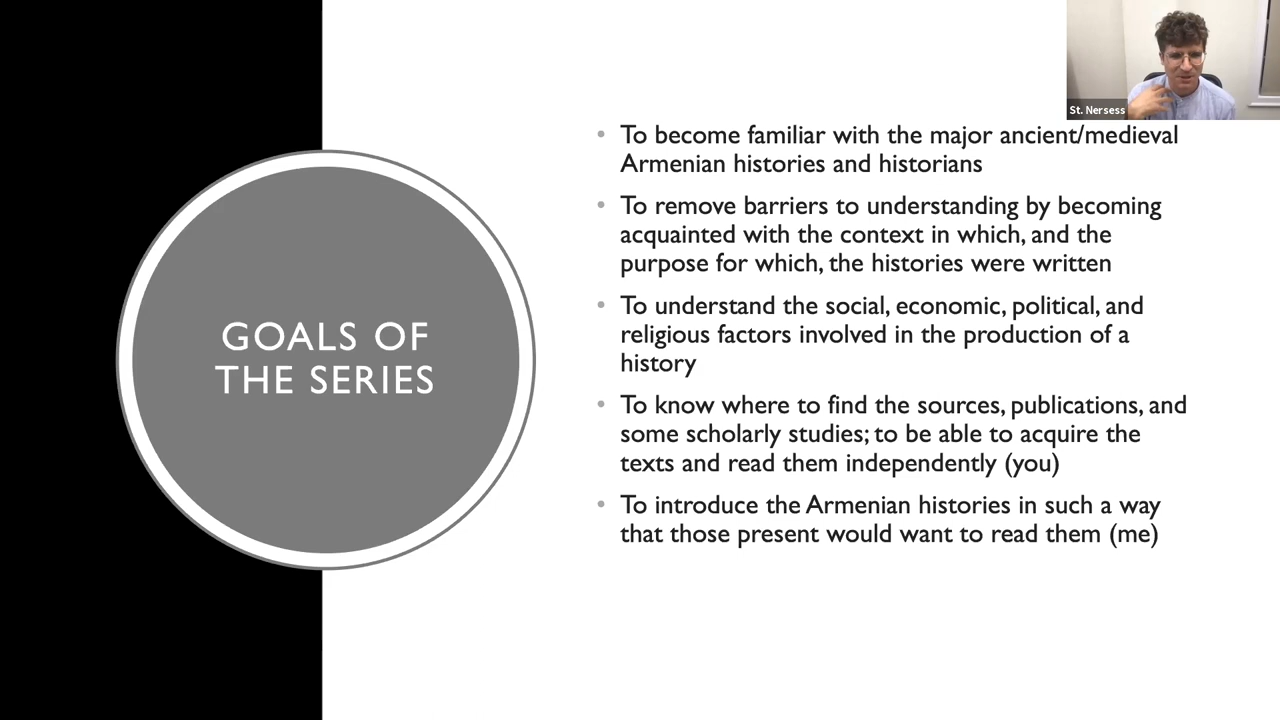 GOALS OF
THE SERIES
St. Nersess
• To become familiar with the major ancient/medieval
Armenian histories and historians
• To remove barriers to understanding by becoming
acquainted with the context in which, and the
purpose for which, the histories were written
• To understand the social, economic, political, and
religious factors involved in the production of a
history
• To know where to find the sources, publications, and
some scholarly studies; to be able to acquire the
texts and read them independently (you)
• To introduce the Armenian histories in such a way
that those present would want to read them (me)